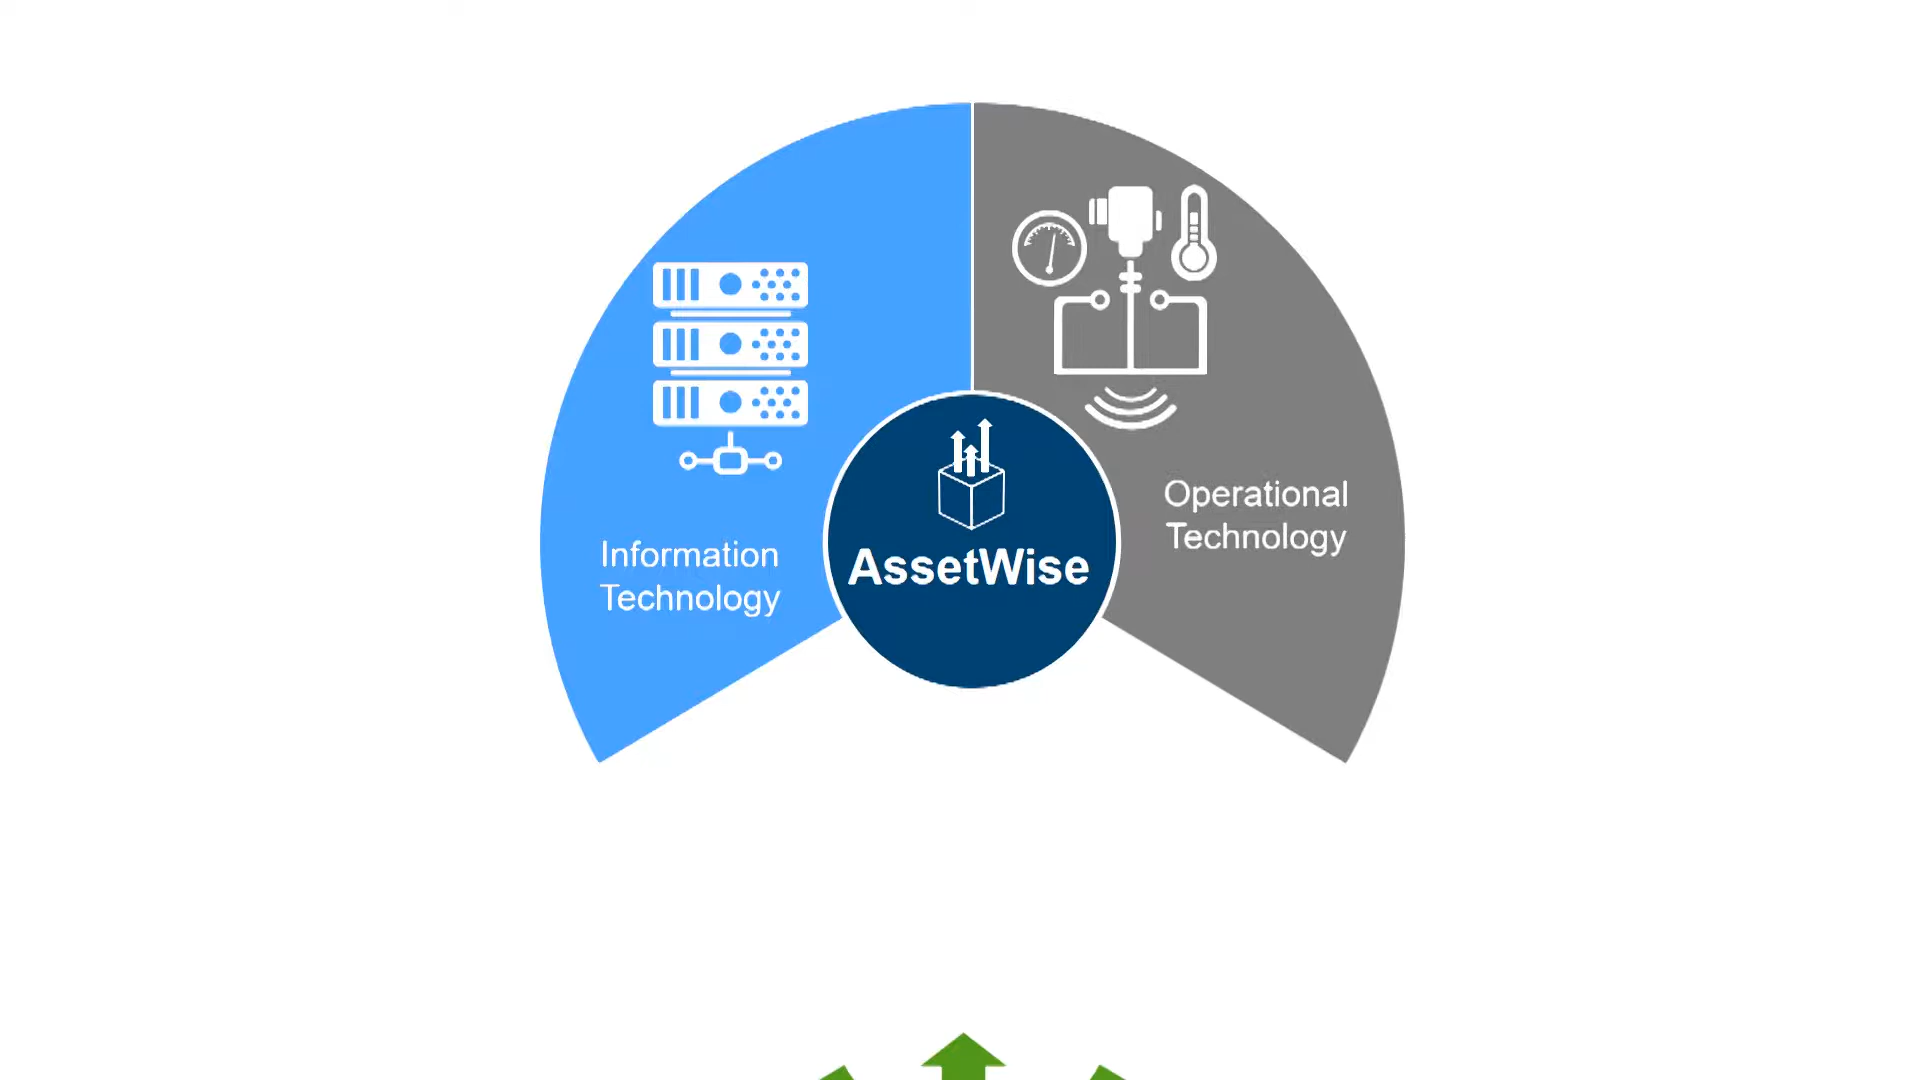 Information
Technology
AssetWise
Operational
Technology